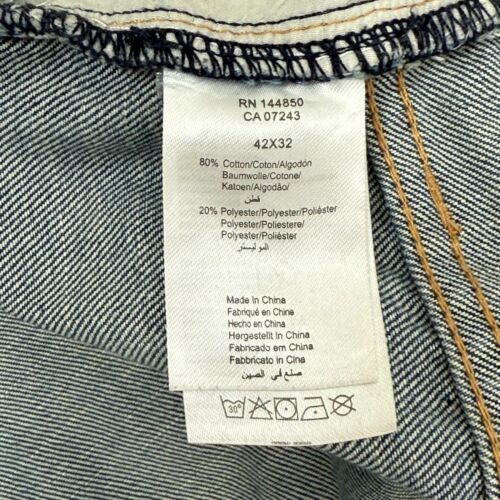 RN 144850
CA 07243
42X32
80% Cotton/Coton/Algodón
Baumwolle/Cotone/
Katoen/Algodão/
قطن
20% Polyester/Polyester/Poliéster
Polyester/Poliestere/
Polyester/Poliéster/
البوليستر
Made in China
Fabriqué en Chine
Hecho en China
Hergestellt in China
Fabricado em China
Fabbricato in Cina
صنع في الصين
30°